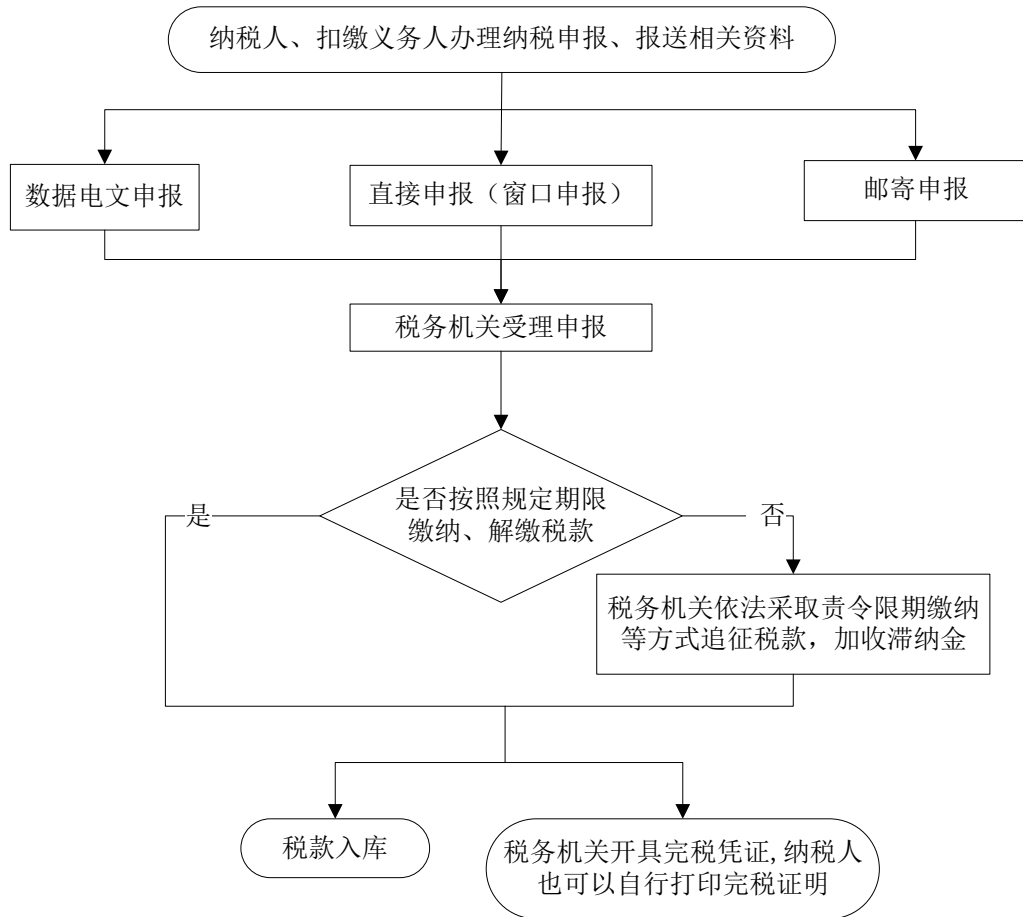 纳税人、扣缴义务人办理纳税申报、报送相关资料
数据电文申报
直接申报（窗口申报）
邮寄申报
税务机关受理申报
是否按照规定期限
缴纳、解缴税款
是
否
税务机关依法采取责令限期缴纳
等方式追征税款，加收滞纳金
税款入库
税务机关开具完税凭证,纳税人
也可以自行打印完税证明